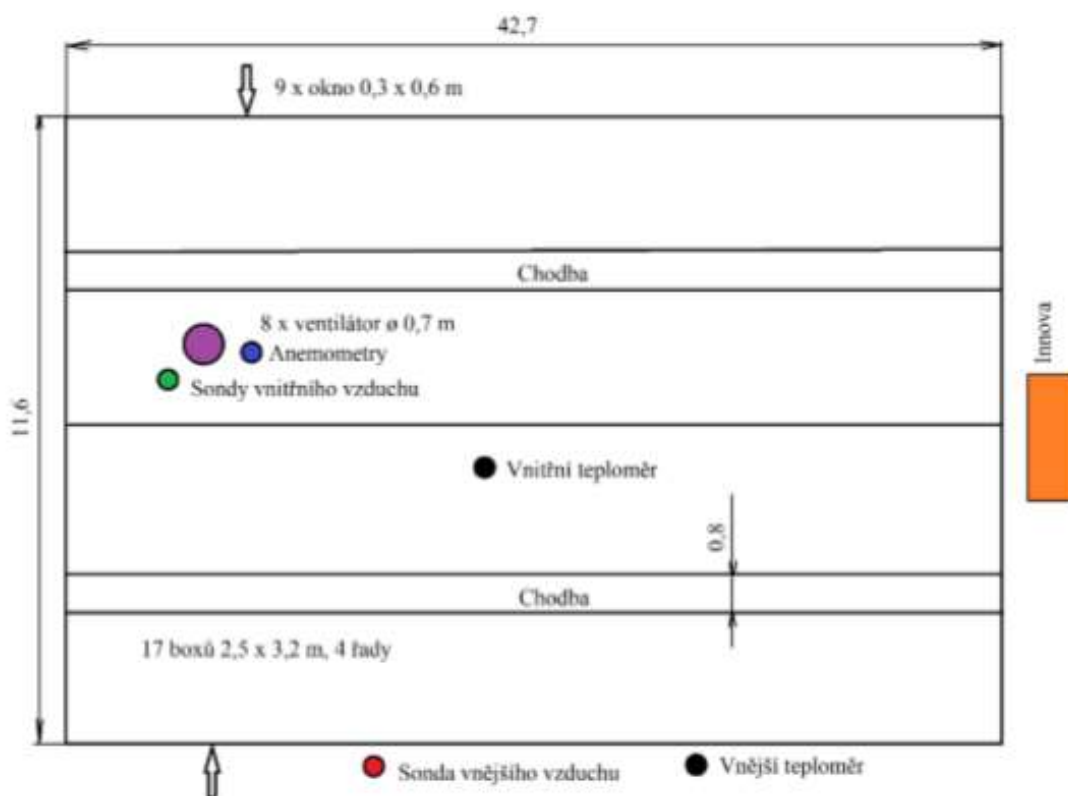 42,7
9 x okno 0,3 x 0,6 m
Chodba
8 x ventilátor ø 0,7 m
Anemometry
Sondy vnitřního vzduchu
Innova
11,6
Vnitřní teploměr
0,8
Chodba
17 boxů 2,5 x 3,2 m, 4 řady
Sonda vnějšího vzduchu
Vnější teploměr